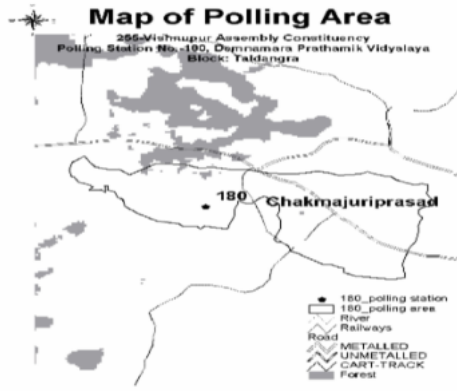 Map of Polling Area
255-Vishnupur Assembly Constituency
Polling Station No.-180, Damnamara Prathamik Vidyalaya
Block: Taldangra
180
Chakmajuriprasad
180_polling station
180_polling area
River
Railways
Road
METALLED
UNMETALLED
CART-TRACK
Forest